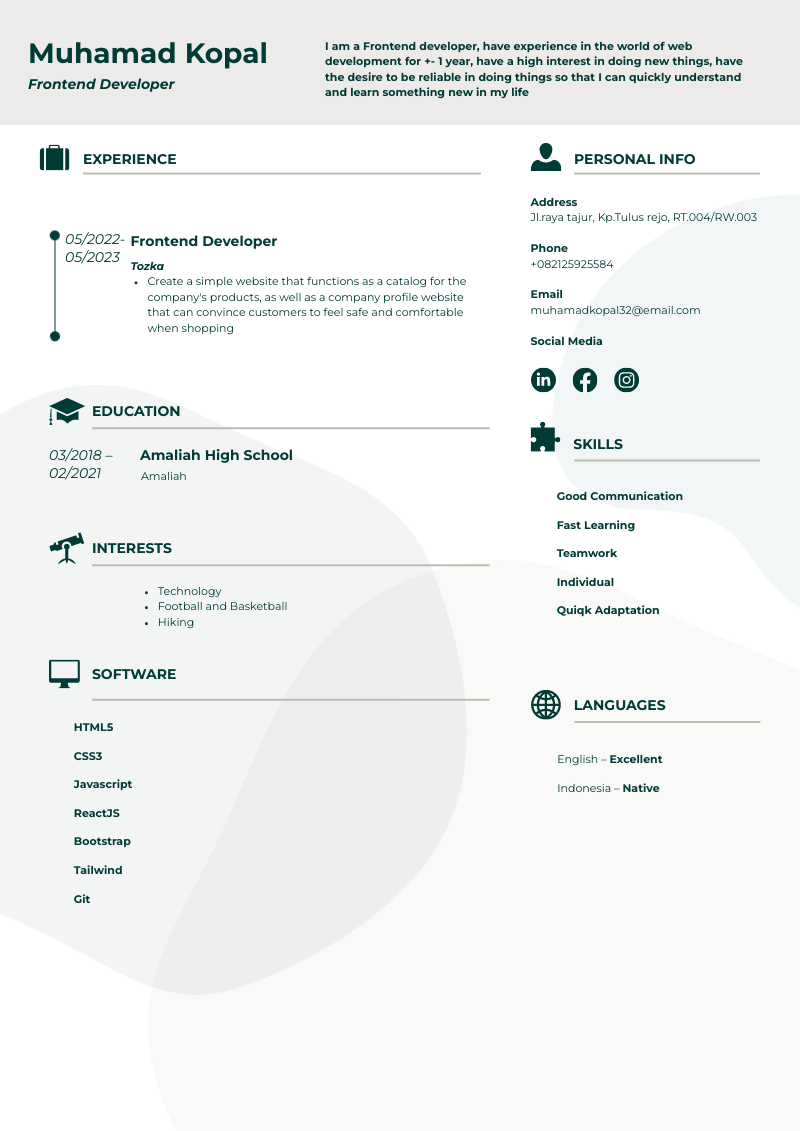 Muhamad Kopal
Frontend Developer
I am a Frontend developer, have experience in the world of web
development for +- 1 year, have a high interest in doing new things, have
the desire to be reliable in doing things so that I can quickly understand
and learn something new in my life
EXPERIENCE
05/2022-
05/2023
Frontend Developer
Tozka
• Create a simple website that functions as a catalog for the
company's products, as well as a company profile website
that can convince customers to feel safe and comfortable
when shopping
EDUCATION
03/2018 –
02/2021
Amaliah High School
Amaliah
INTERESTS
• Technology
• Football and Basketball
• Hiking
SOFTWARE
HTML5
CSS3
Javascript
ReactJS
Bootstrap
Tailwind
Git
PERSONAL INFO
Address
Jl.raya tajur, Kp.Tulus rejo, RT.004/RW.003
Phone
+082125925584
Email
muhamadkopal32@email.com
Social Media
SKILLS
Good Communication
Fast Learning
Teamwork
Individual
Quiqk Adaptation
LANGUAGES
English – Excellent
Indonesia – Native